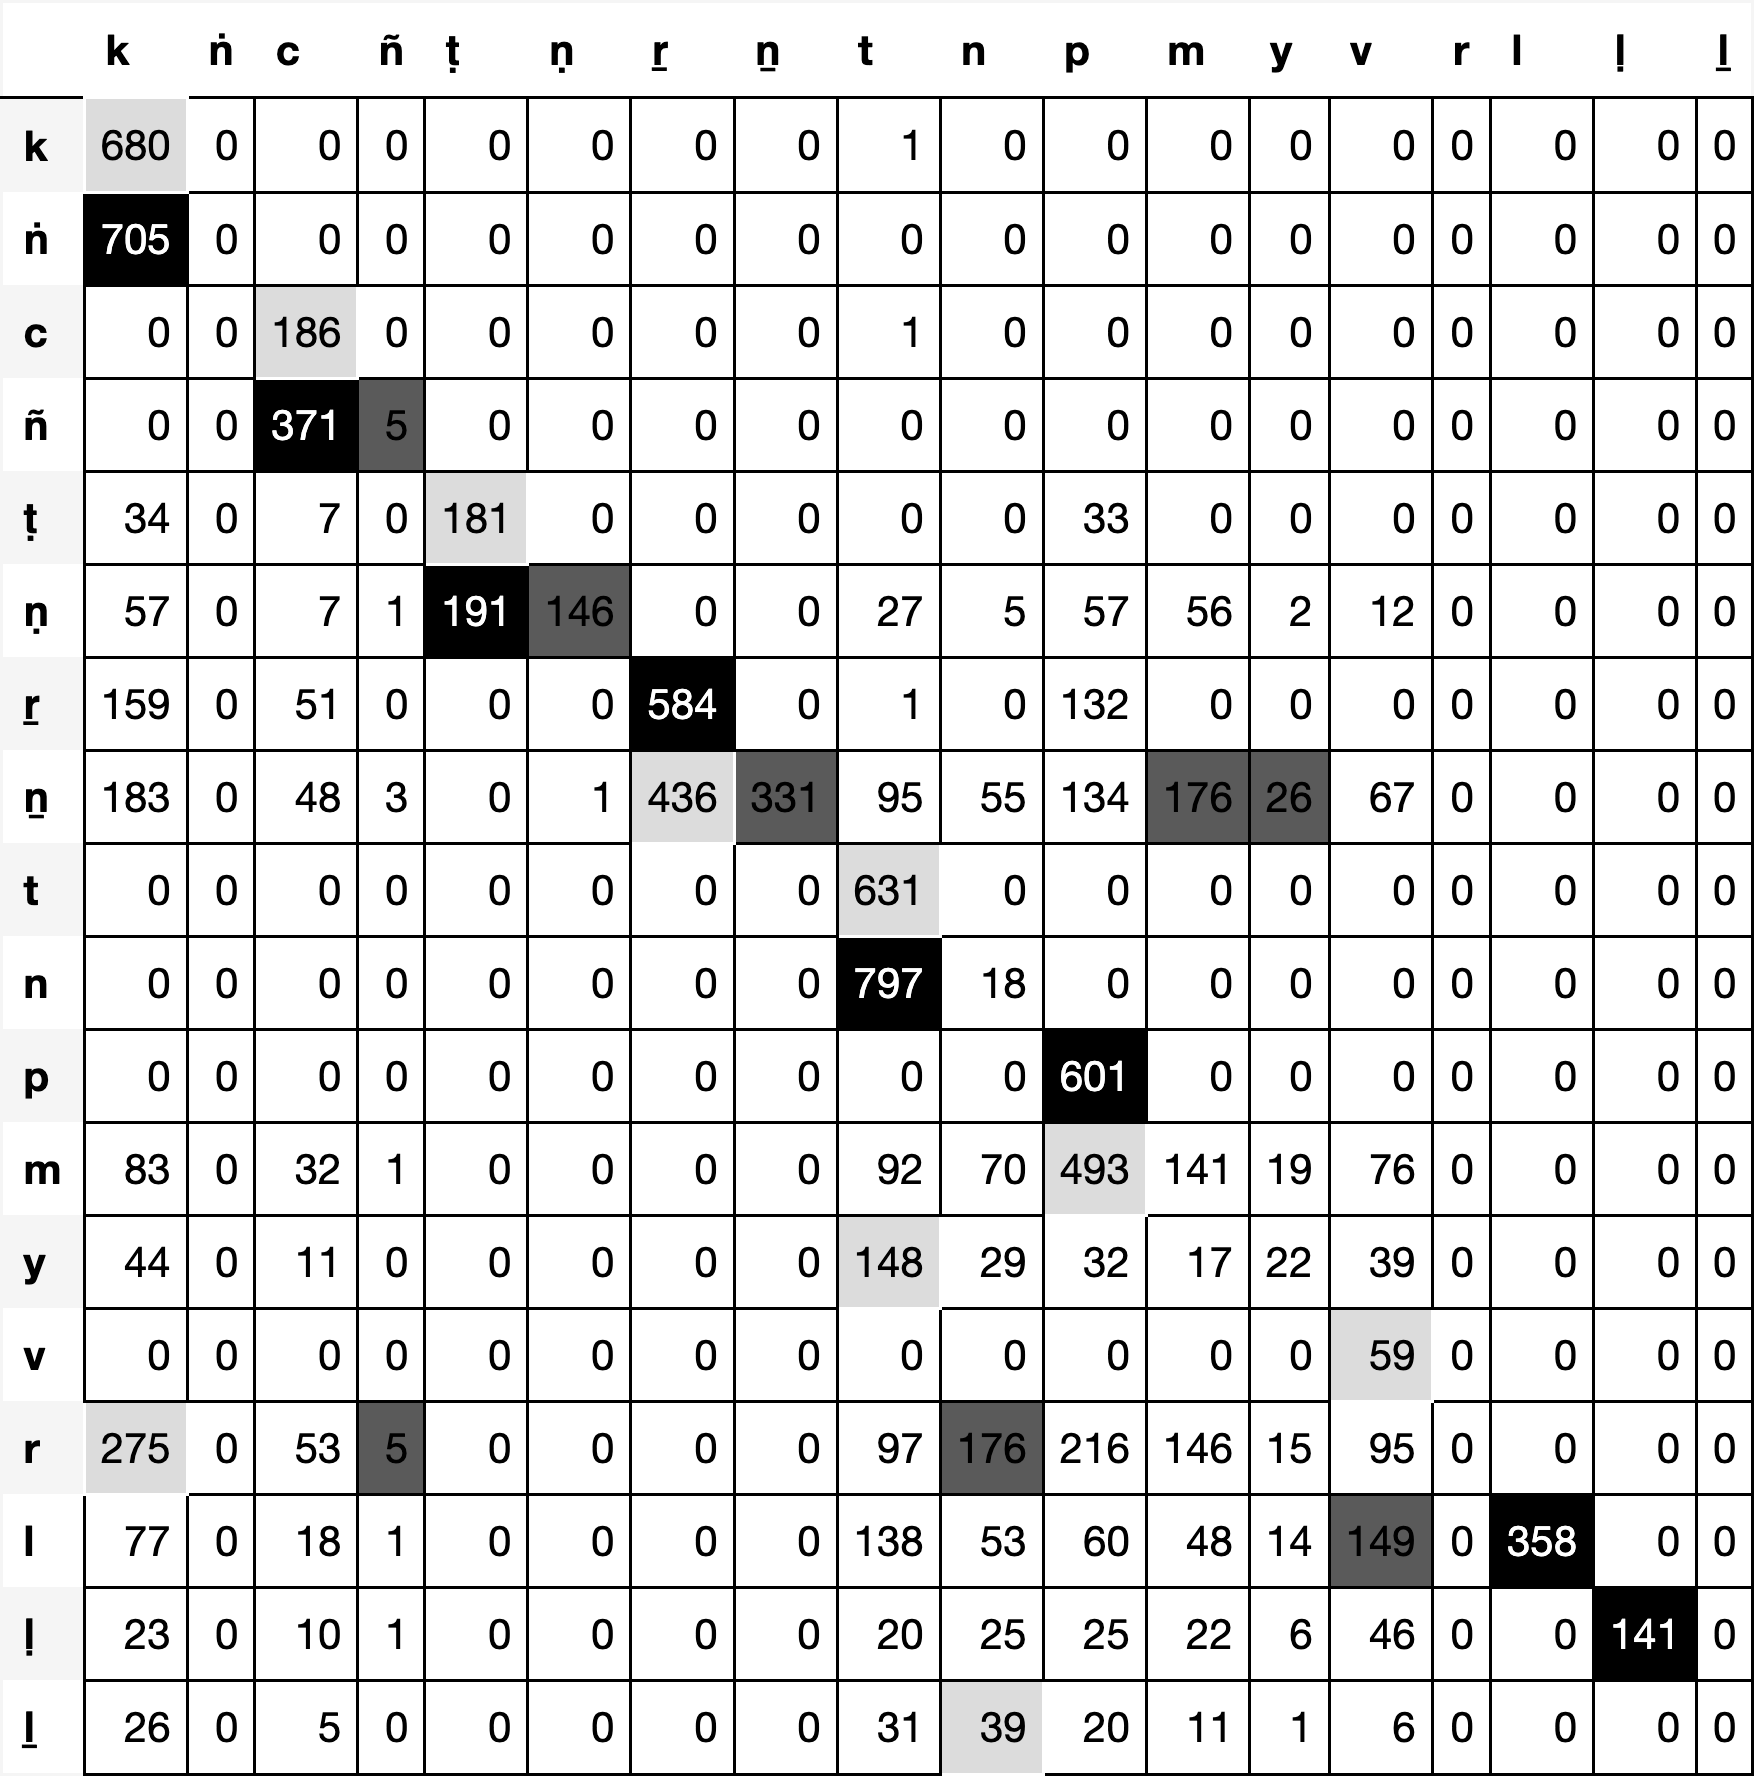 k ṅ c ñ ṭ ṇ ṟ ṉ t n p m y v r l ḷ ḻ
k 680 0 0 0 0 0 0 0 1 0 0 0 0 0 0 0 0 0
ṅ 705 0 0 0 0 0 0 0 0 0 0 0 0 0 0 0 0 0
c 0 0 186 0 0 0 0 0 1 0 0 0 0 0 0 0 0 0
ñ 0 0 371 5 0 0 0 0 0 0 0 0 0 0 0 0 0 0
ṭ 34 0 7 0 181 0 0 0 0 0 33 0 0 0 0 0 0 0
ṇ 57 0 7 1 191 146 0 0 27 5 57 56 2 12 0 0 0 0
ṟ 159 0 51 0 0 0 584 0 1 0 132 0 0 0 0 0 0 0
ṉ 183 0 48 3 0 1 436 331 95 55 134 176 26 67 0 0 0 0
t 0 0 0 0 0 0 0 0 631 0 0 0 0 0 0 0 0 0
n 0 0 0 0 0 0 0 0 797 18 0 0 0 0 0 0 0 0
p 0 0 0 0 0 0 0 0 0 0 601 0 0 0 0 0 0 0
m 83 0 32 1 0 0 0 0 92 70 493 141 19 76 0 0 0 0
y 44 0 11 0 0 0 0 0 148 29 32 17 22 39 0 0 0 0
v 0 0 0 0 0 0 0 0 0 0 0 0 0 59 0 0 0 0
r 275 0 53 5 0 0 0 0 97 176 216 146 15 95 0 0 0 0
l 77 0 18 1 0 0 0 0 138 53 60 48 14 149 0 358 0 0
ḷ 23 0 10 1 0 0 0 0 20 25 25 22 6 46 0 0 141 0
ḻ 26 0 5 0 0 0 0 0 31 39 20 11 1 6 0 0 0 0